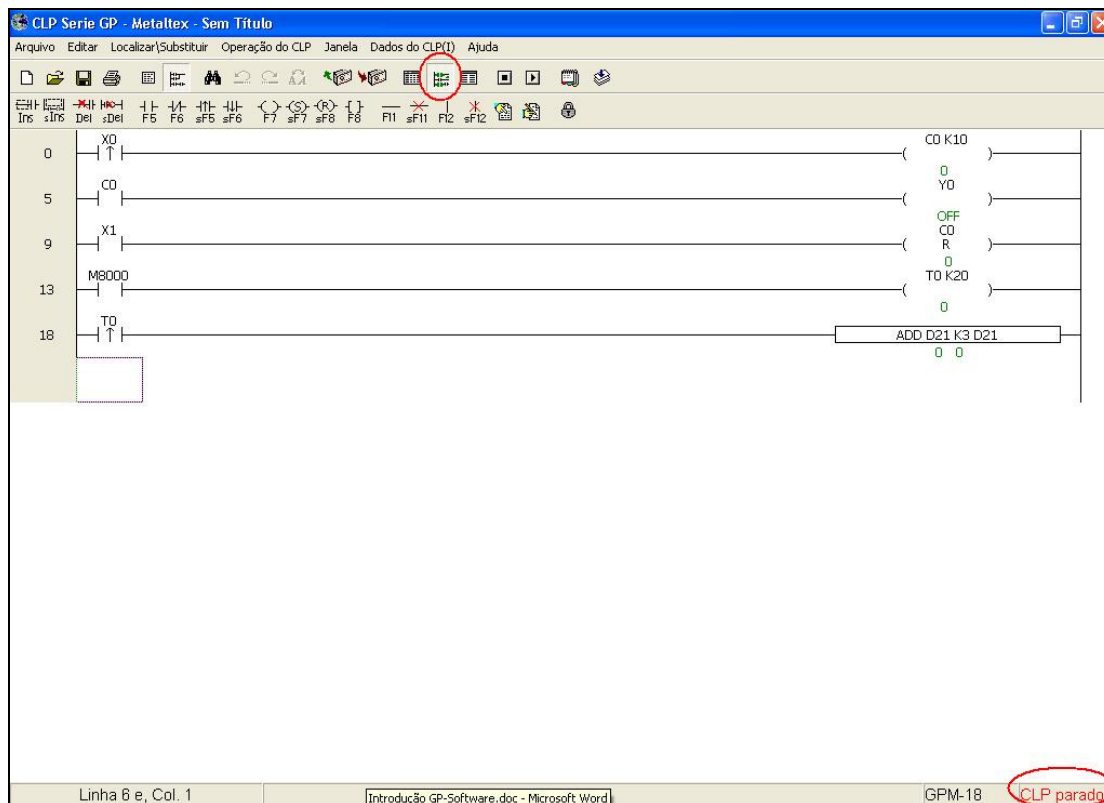 CLP Serie GP - Metaltex - Sem Título
Arquivo Editar Localizar\Substituir Operação do CLP Janela Dados do CLP(I) Ajuda
Ins sIns Del sDel F5 F6 sF5 sF6 F7 sF7 sF8 F8 F11 sF11 F12 sF12
X0 C0 K10
0
0
C0 Y0
5
OFF
X1 C0
9 R
0
M8000 T0 K20
13
0
T0
18 ADD D21 K3 D21
0 0
Linha 6 e, Col. 1 Introdução GP-Software.doc - Microsoft Word GPM-18 CLP parado